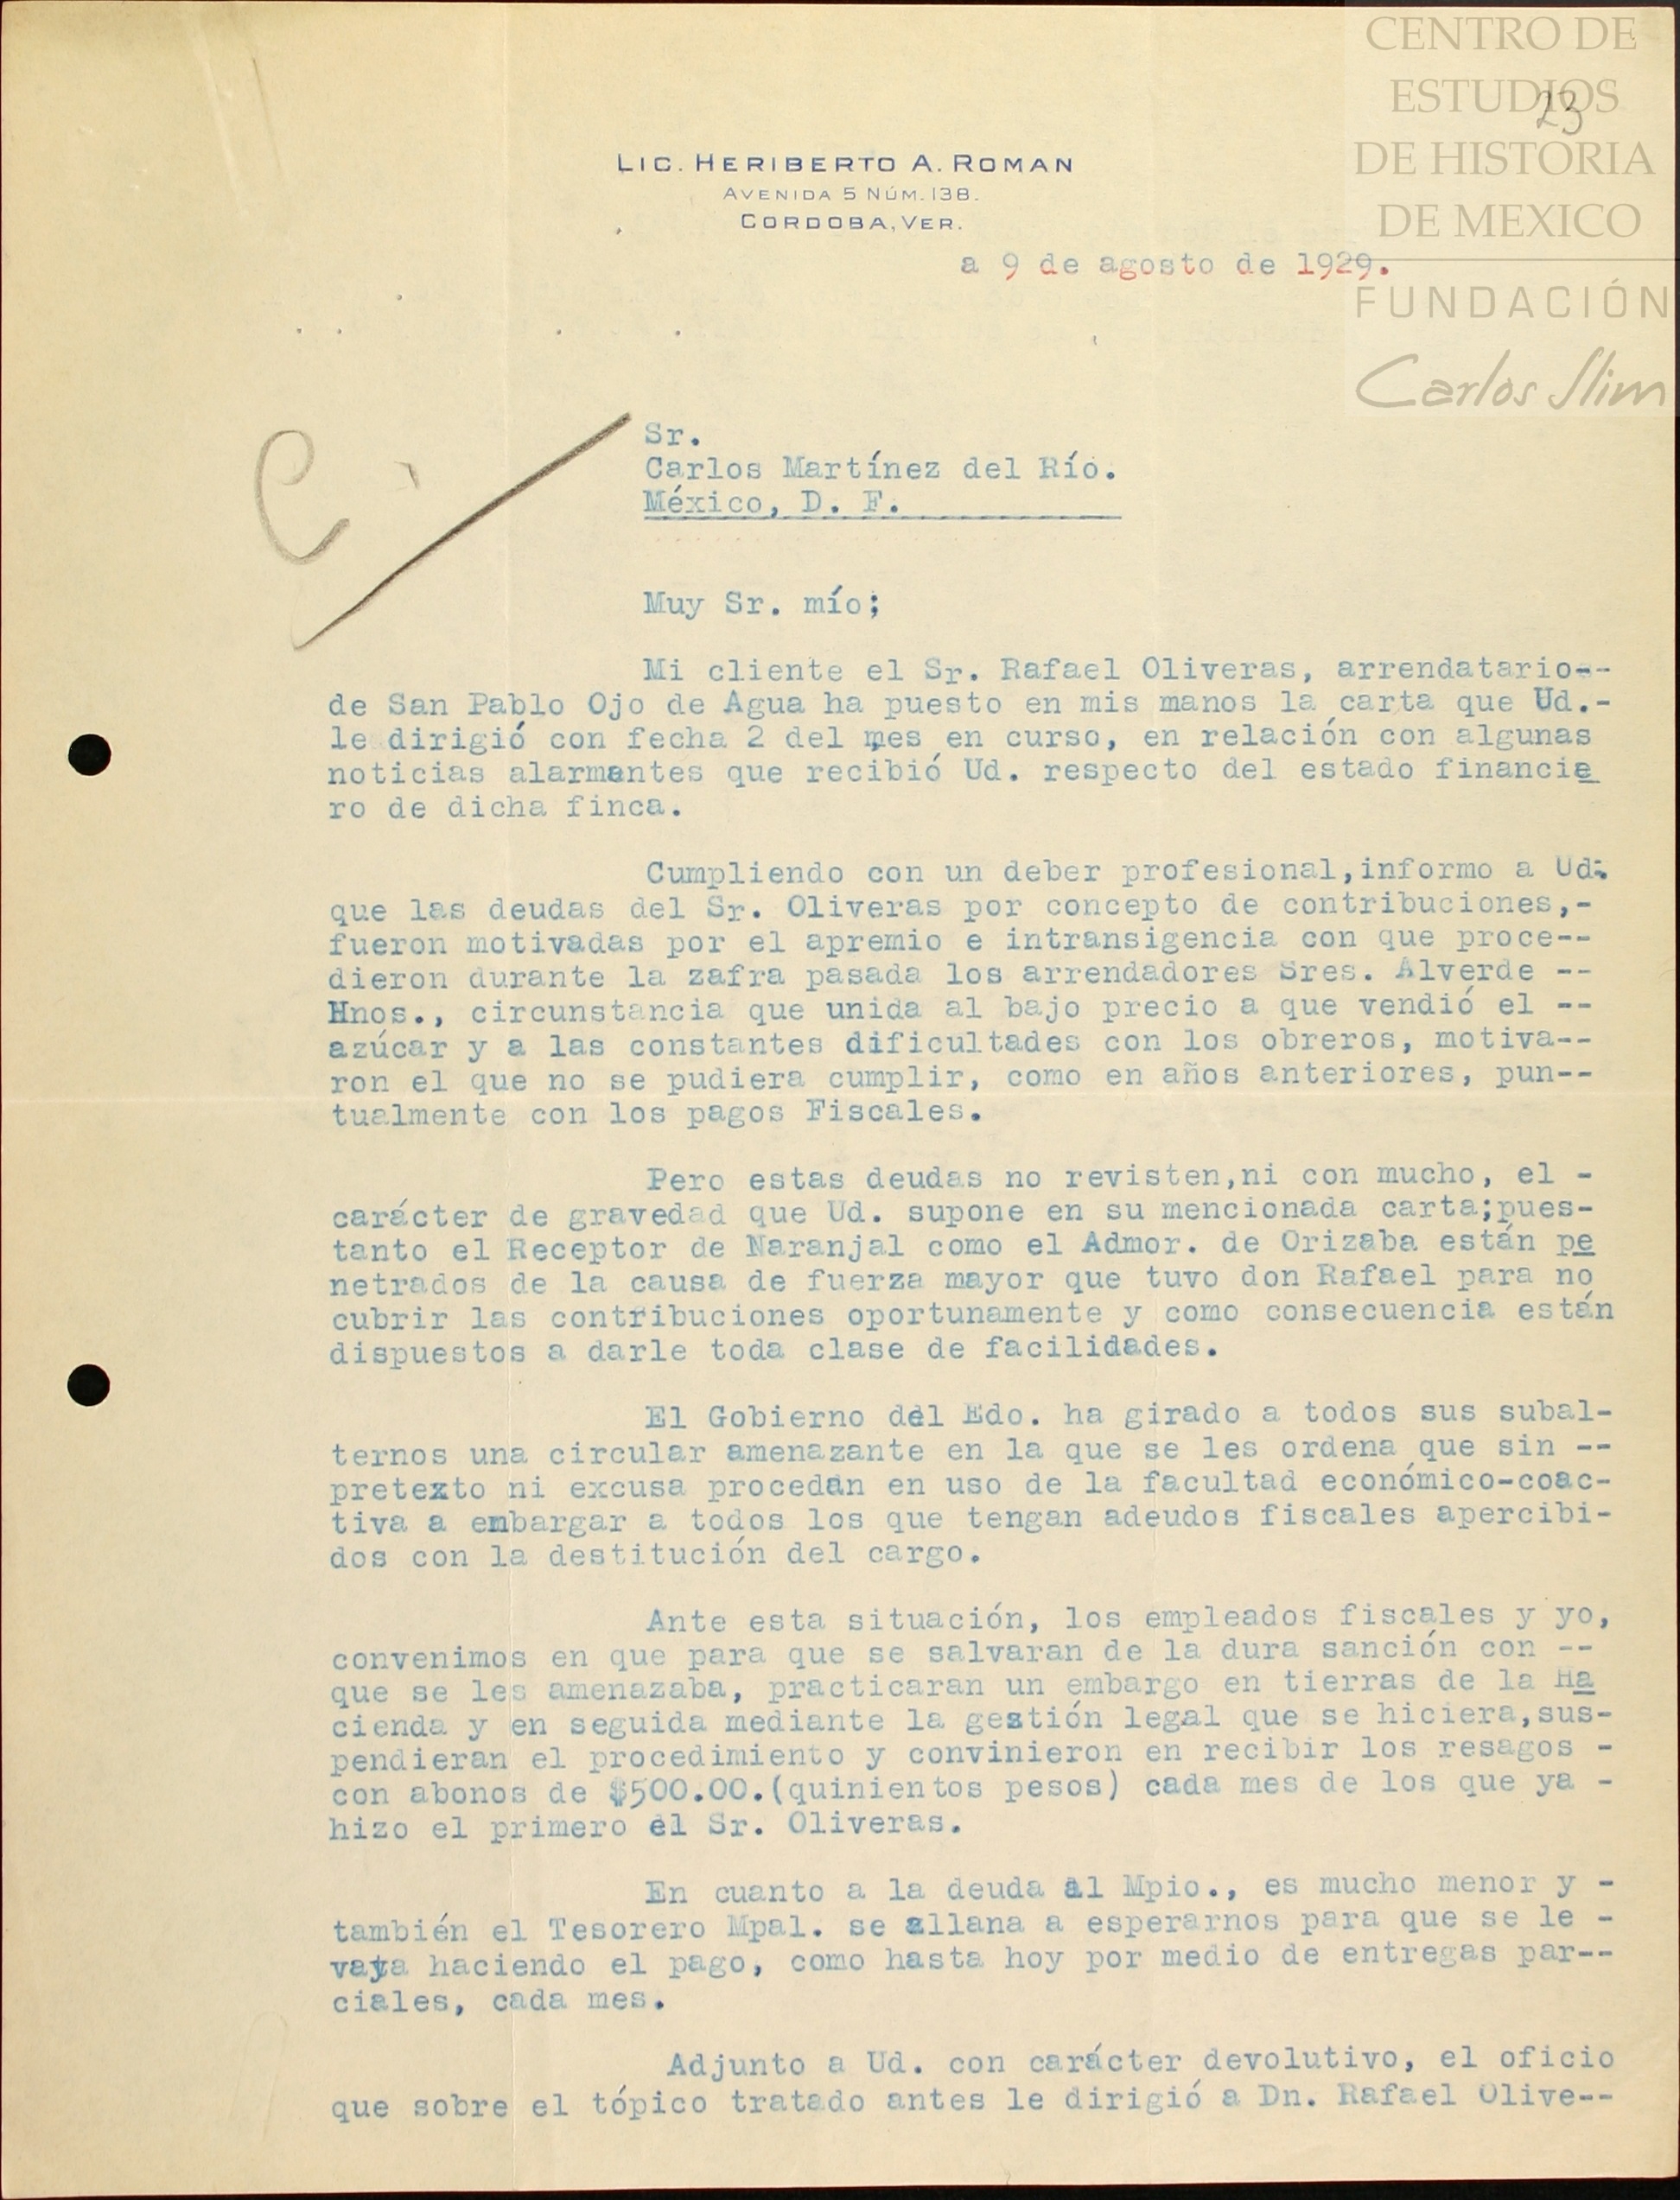 CENTRO DE
ESTUDIOS
23
DE HISTORIA
DE MEXICO
FUNDACIÓN
Carlos Slim
LIC. HERIBERTO A. ROMAN
AVENIDA 5 NÚM. 138.
CORDOBA, VER.
a 9 de agosto de 1929.
C
Sr.
Carlos Martínez del Río.
México, D. F.
Muy Sr. mío;
Mi cliente el Sr. Rafael Oliveras, arrendatario--
de San Pablo Ojo de Agua ha puesto en mis manos la carta que Ud.-
le dirigió con fecha 2 del mes en curso, en relación con algunas
noticias alarmantes que recibió Ud. respecto del estado financie
ro de dicha finca.
Cumpliendo con un deber profesional,informo a Ud.
que las deudas del Sr. Oliveras por concepto de contribuciones,-
fueron motivadas por el apremio e intransigencia con que proce--
dieron durante la zafra pasada los arrendadores Sres. Alverde --
Hnos., circunstancia que unida al bajo precio a que vendió el --
azúcar y a las constantes dificultades con los obreros, motiva--
ron el que no se pudiera cumplir, como en años anteriores, pun--
tualmente con los pagos Fiscales.
Pero estas deudas no revisten,ni con mucho, el -
carácter de gravedad que Ud. supone en su mencionada carta;pues-
tanto el Receptor de Naranjal como el Admor. de Orizaba están pe
netrados de la causa de fuerza mayor que tuvo don Rafael para no
cubrir las contribuciones oportunamente y como consecuencia están
dispuestos a darle toda clase de facilidades.
El Gobierno del Edo. ha girado a todos sus subal-
ternos una circular amenazante en la que se les ordena que sin --
pretexto ni excusa procedan en uso de la facultad económico-coac-
tiva a embargar a todos los que tengan adeudos fiscales apercibi-
dos con la destitución del cargo.
Ante esta situación, los empleados fiscales y yo,
convenimos en que para que se salvaran de la dura sanción con --
que se les amenazaba, practicaran un embargo en tierras de la Ha
cienda y en seguida mediante la gestión legal que se hiciera,sus-
pendieran el procedimiento y convinieron en recibir los resagos -
con abonos de $500.00.(quinientos pesos) cada mes de los que ya -
hizo el primero el Sr. Oliveras.
En cuanto a la deuda al Mpio., es mucho menor y -
también el Tesorero Mpal. se allana a esperarnos para que se le -
vaya haciendo el pago, como hasta hoy por medio de entregas par--
ciales, cada mes.
Adjunto a Ud. con carácter devolutivo, el oficio
que sobre el tópico tratado antes le dirigió a Dn. Rafael Olive--